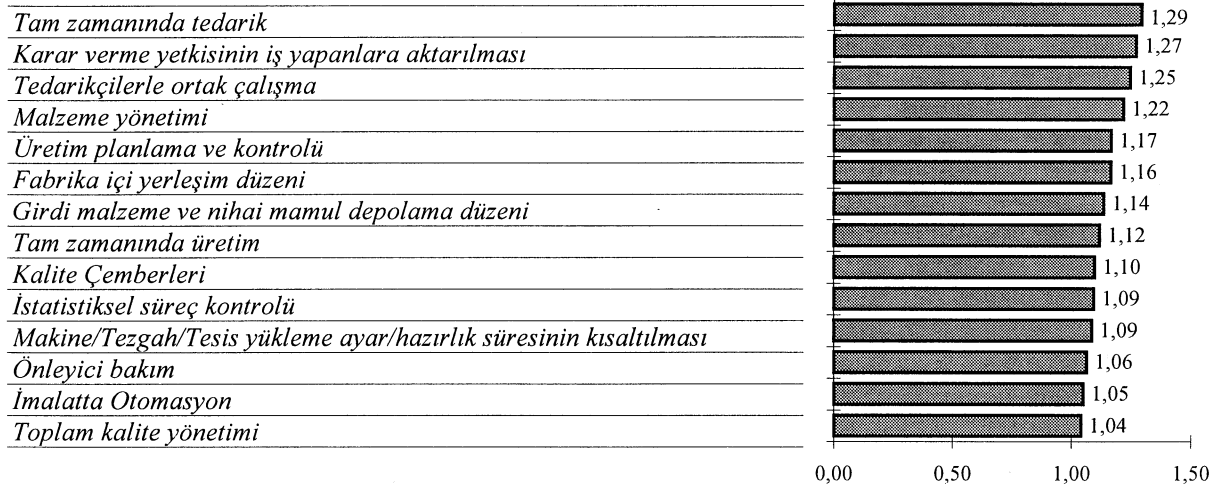 Tam zamanında tedarik 1,29
Karar verme yetkisinin iş yapanlara aktarılması 1,27
Tedarikçilerle ortak çalışma 1,25
Malzeme yönetimi 1,22
Üretim planlama ve kontrolü 1,17
Fabrika içi yerleşim düzeni 1,16
Girdi malzeme ve nihai mamul depolama düzeni 1,14
Tam zamanında üretim 1,12
Kalite Çemberleri 1,10
İstatistiksel süreç kontrolü 1,09
Makine/Tezgah/Tesis yükleme ayar/hazırlık süresinin kısaltılması 1,09
Önleyici bakım 1,06
İmalatta Otomasyon 1,05
Toplam kalite yönetimi 1,04
0,00 0,50 1,00 1,50